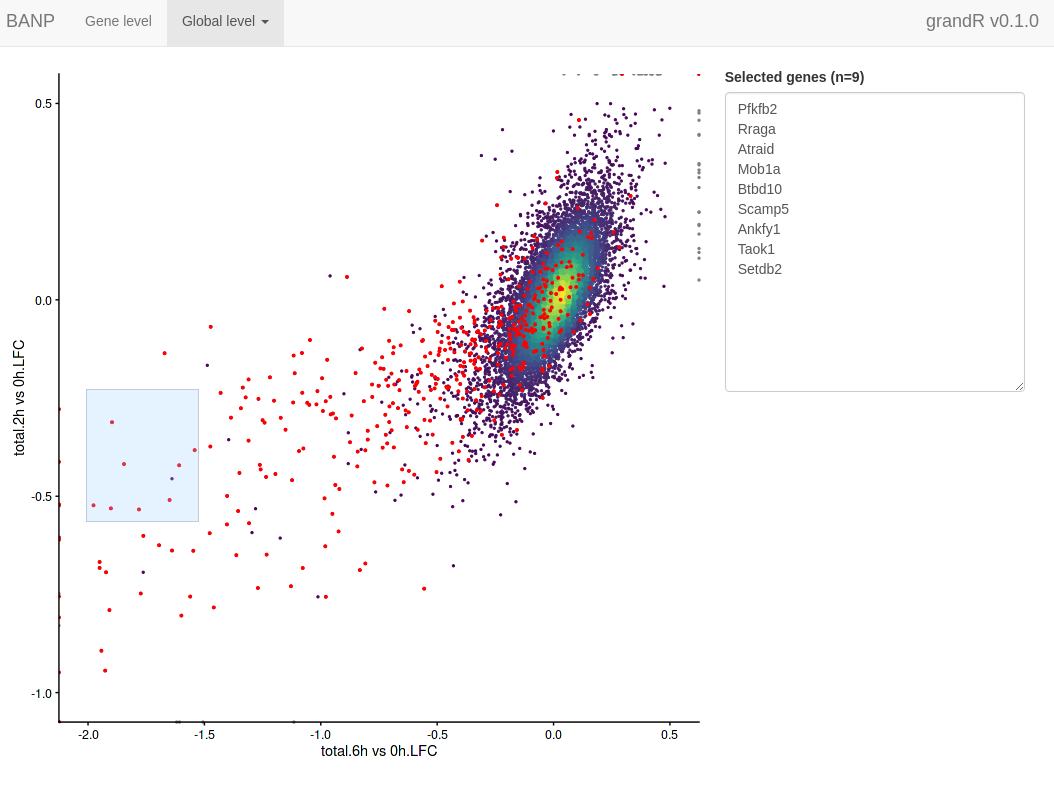 BANP Gene level Global level grandR v0.1.0
Selected genes (n=9)
Pfkfb2
Rraga
Atraid
Mob1a
Btbd10
Scamp5
Ankfy1
Taok1
Setdb2
total.2h vs 0h.LFC
0.5
0.0
-0.5
-1.0
-2.0 -1.5 -1.0 -0.5 0.0 0.5
total.6h vs 0h.LFC